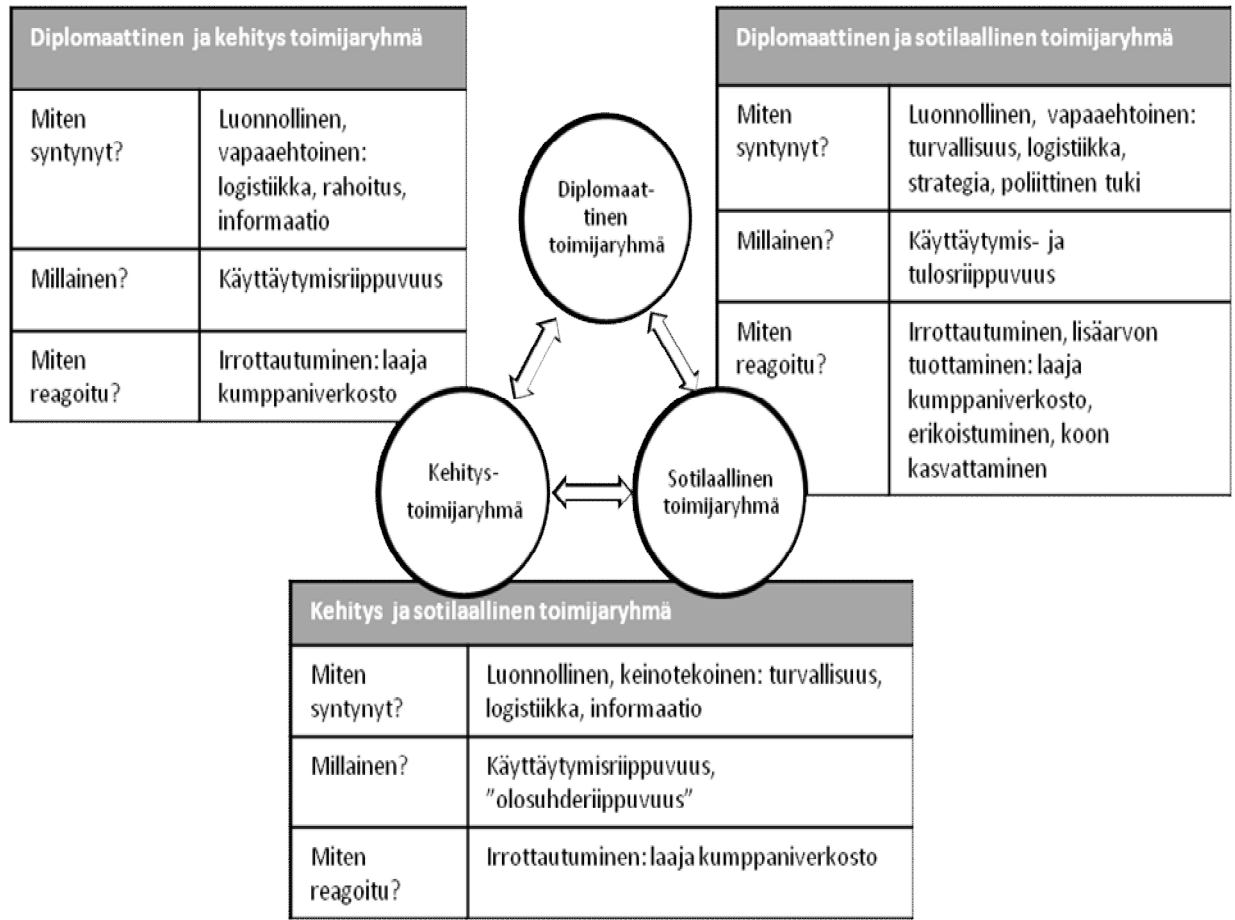 Diplomaattinen ja kehitys toimijaryhmä
Miten
syntynyt?
Luonnollinen,
vapaaehtoinen:
logistiikka, rahoitus,
informaatio
Millainen?
Käyttäytymisriippuvuus
Miten
reagoitu?
Irrottautuminen: laaja
kumppaniverkosto
Diplomaattinen ja sotilaallinen toimijaryhmä
Miten
syntynyt?
Luonnollinen, vapaaehtoinen:
turvallisuus, logistiikka,
strategia, poliittinen tuki
Millainen?
Käyttäytymis- ja
tulosriippuvuus
Miten
reagoitu?
Irrottautuminen, lisäarvon
tuottaminen: laaja
kumppaniverkosto,
erikoistuminen, koon
kasvattaminen
Diplomaat-
tinen
toimijaryhmä
Kehitys-
toimijaryhmä
Sotilaallinen
toimijaryhmä
Kehitys ja sotilaallinen toimijaryhmä
Miten
syntynyt?
Luonnollinen, keinotekoinen: turvallisuus,
logistiikka, informaatio
Millainen?
Käyttäytymisriippuvuus,
”olosuhderiippuvuus”
Miten
reagoitu?
Irrottautuminen: laaja kumppaniverkosto